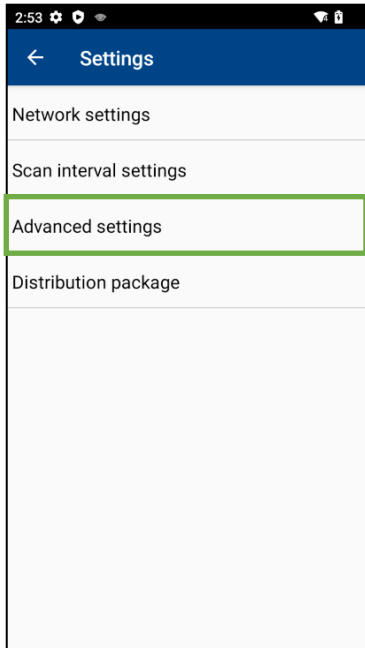 2:53
Settings
Network settings
Scan interval settings
Advanced settings
Distribution package